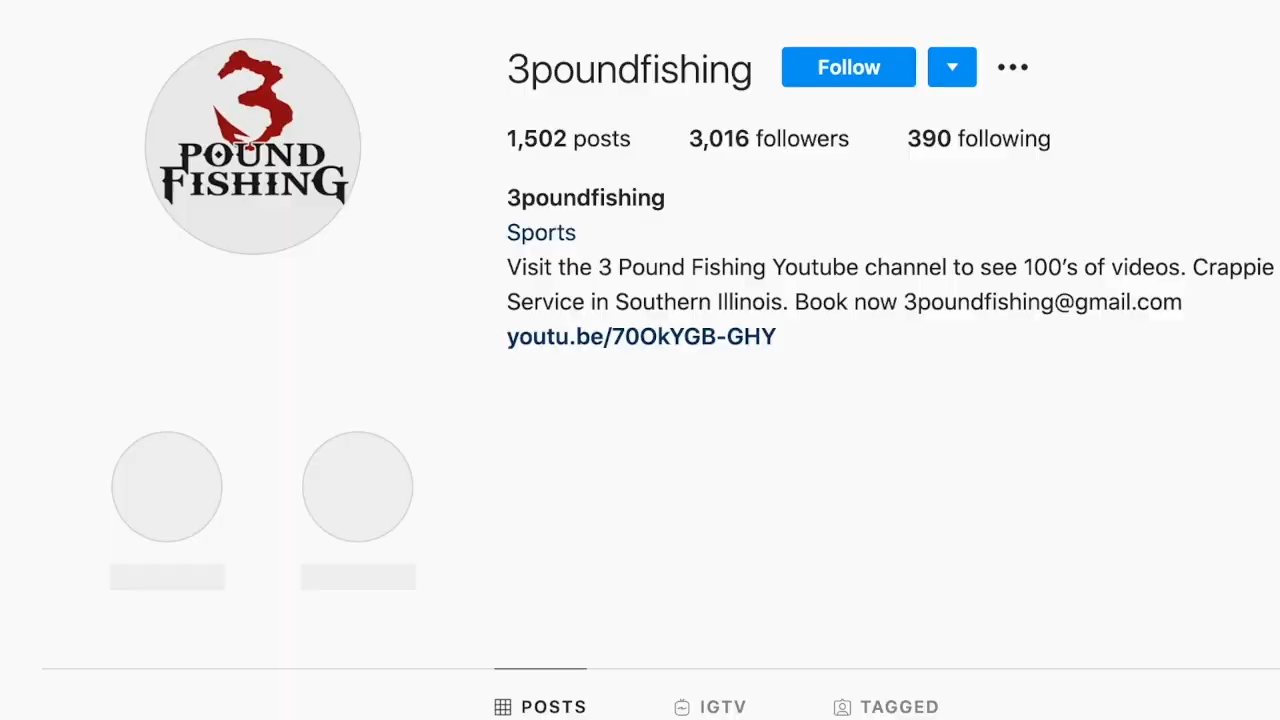 3
POUND
FISHING
3poundfishing
Follow
1,502 posts 3,016 followers 390 following
3poundfishing
Sports
Visit the 3 Pound Fishing Youtube channel to see 100’s of videos. Crappie
Service in Southern Illinois. Book now 3poundfishing@gmail.com
youtu.be/70OkYGB-GHY
POSTS IGTV TAGGED